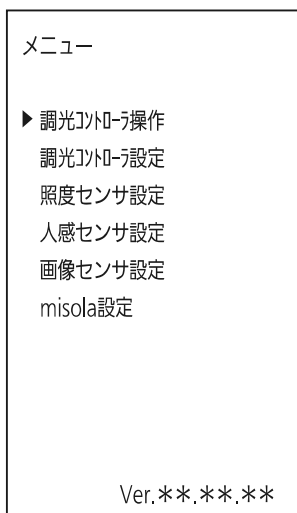 メニュー
▶ 調光ｺﾝﾄﾛｰﾗ操作
調光ｺﾝﾄﾛｰﾗ設定
照度センサ設定
人感センサ設定
画像センサ設定
misola設定
Ver.**.**.**